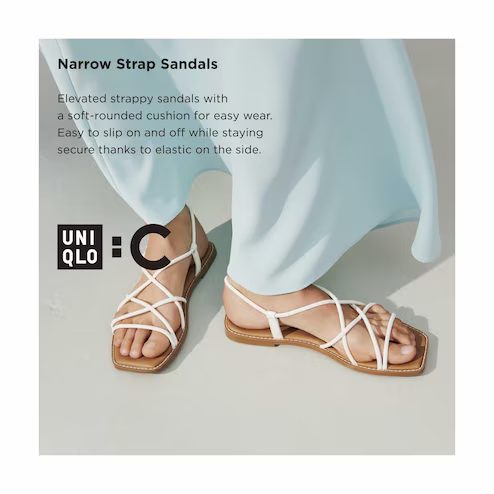 Narrow Strap Sandals
Elevated strappy sandals with
a soft-rounded cushion for easy wear.
Easy to slip on and off while staying
secure thanks to elastic on the side.
UNI
QLO
:C